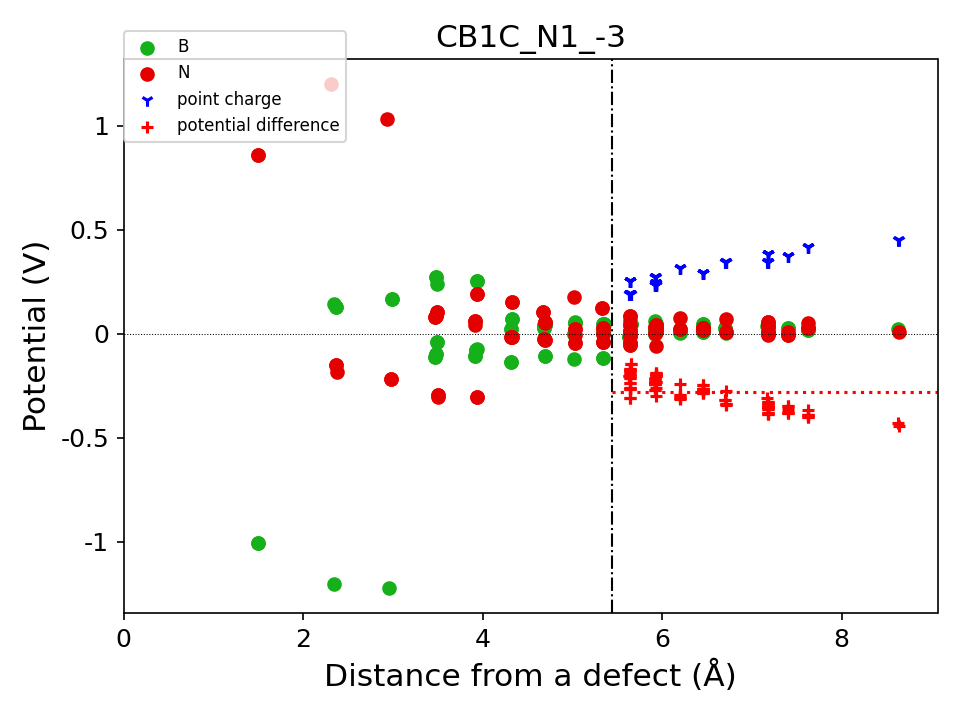 CB1C_N1_-3
B
N
point charge
potential difference
Potential (V)
1
0.5
0
-0.5
-1
0
2
4
6
8
Distance from a defect (Å)